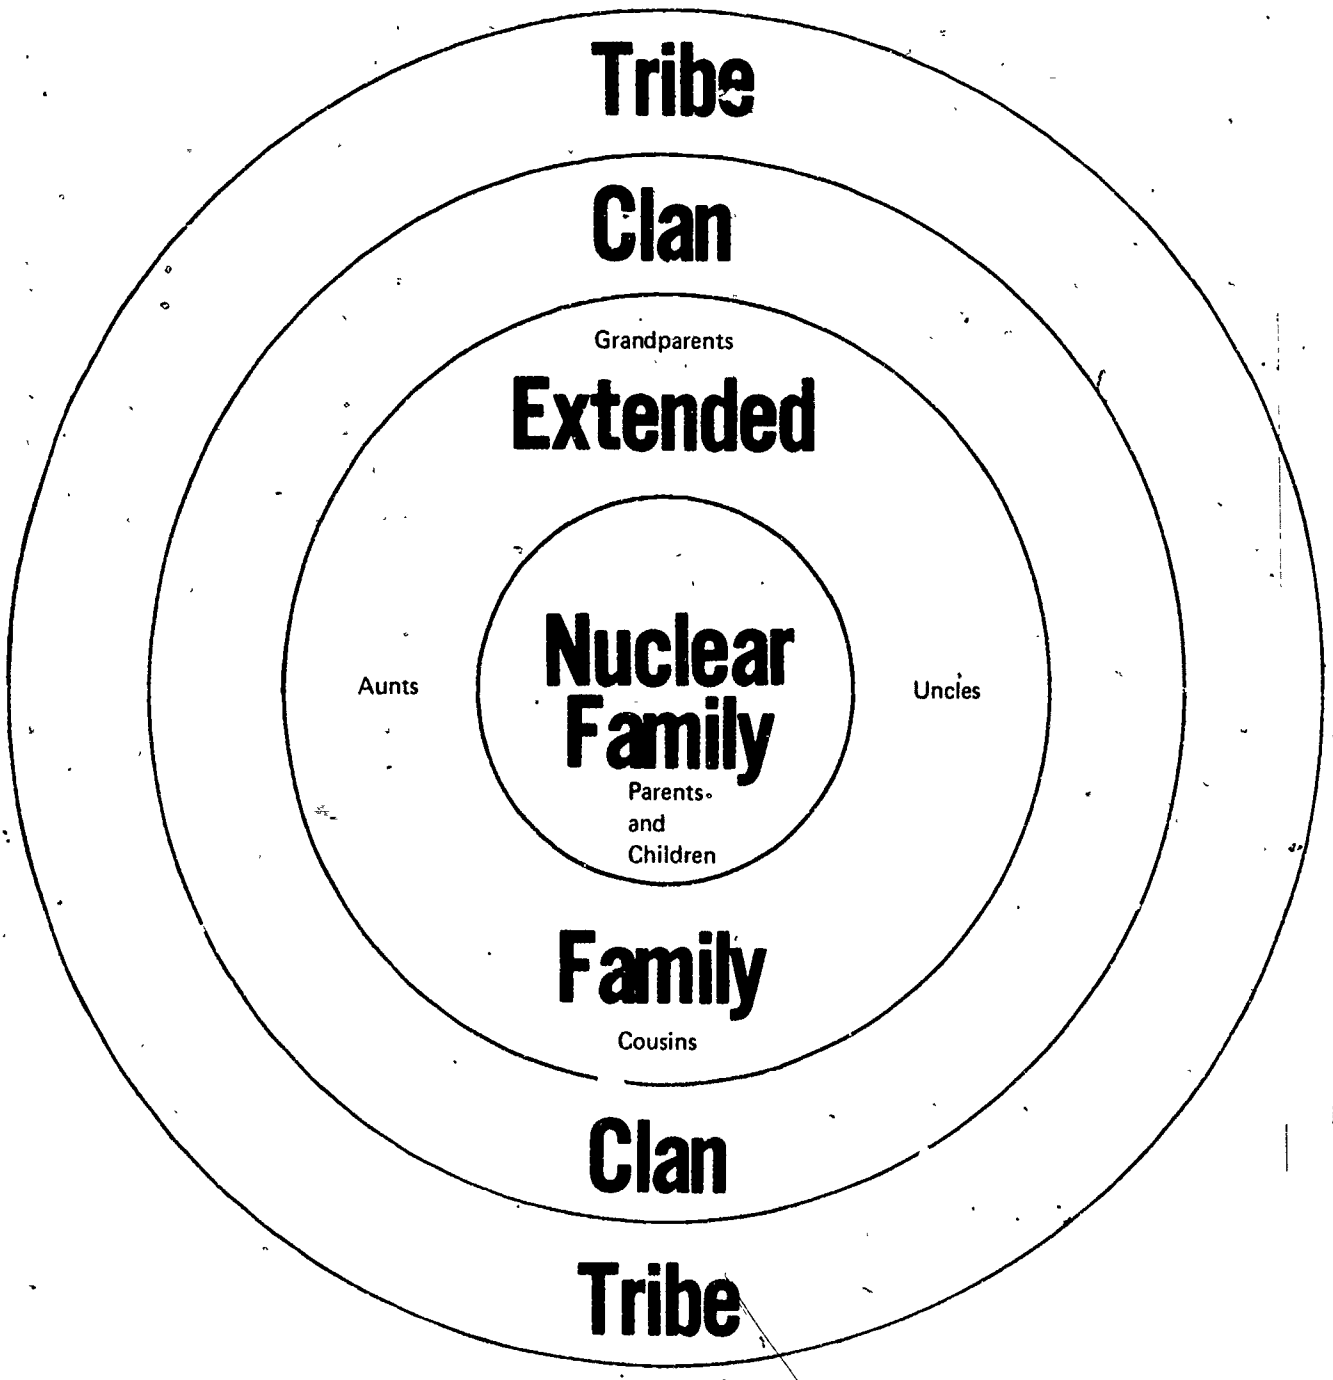 Tribe
Clan
Grandparents
Extended
Nuclear
Family
Aunts
Uncles
Parents
and
Children
Family
Cousins
Clan
Tribe